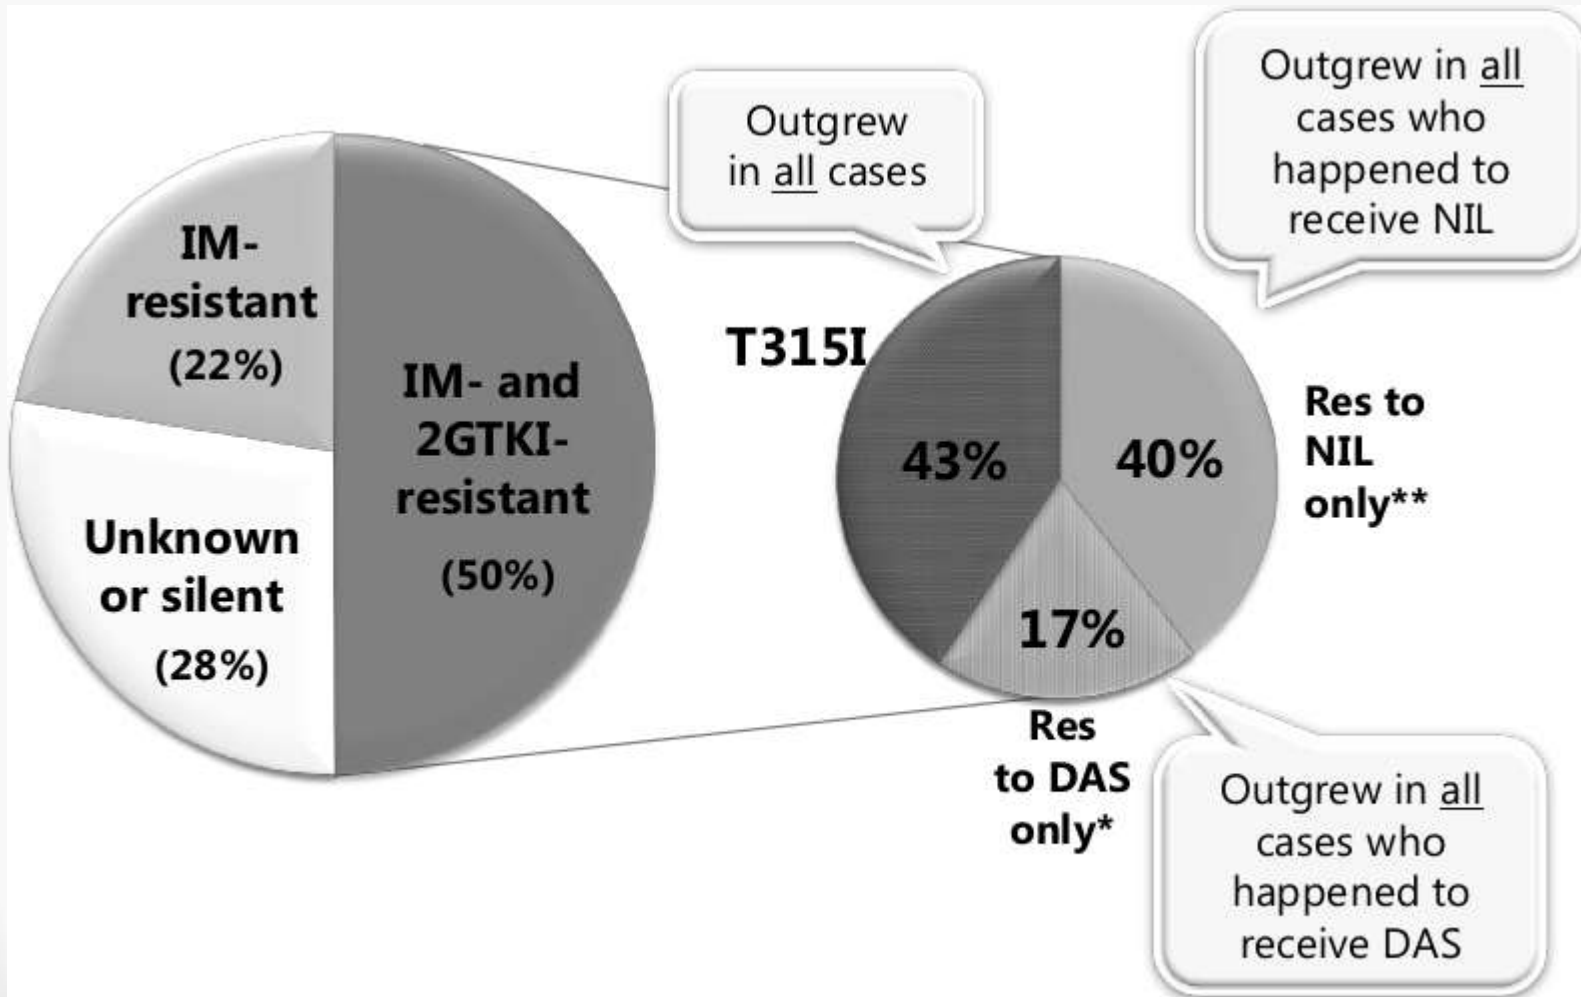 IM-
resistant
(22%)
Unknown
or silent
(28%)
IM- and
2GTKI-
resistant
(50%)
Outgrew
in all cases
T315I
43%
40%
17%
Outgrew in all
cases who
happened to
receive NIL
Res to
NIL
only**
Res
to DAS
only*
Outgrew in all
cases who
happened to
receive DAS